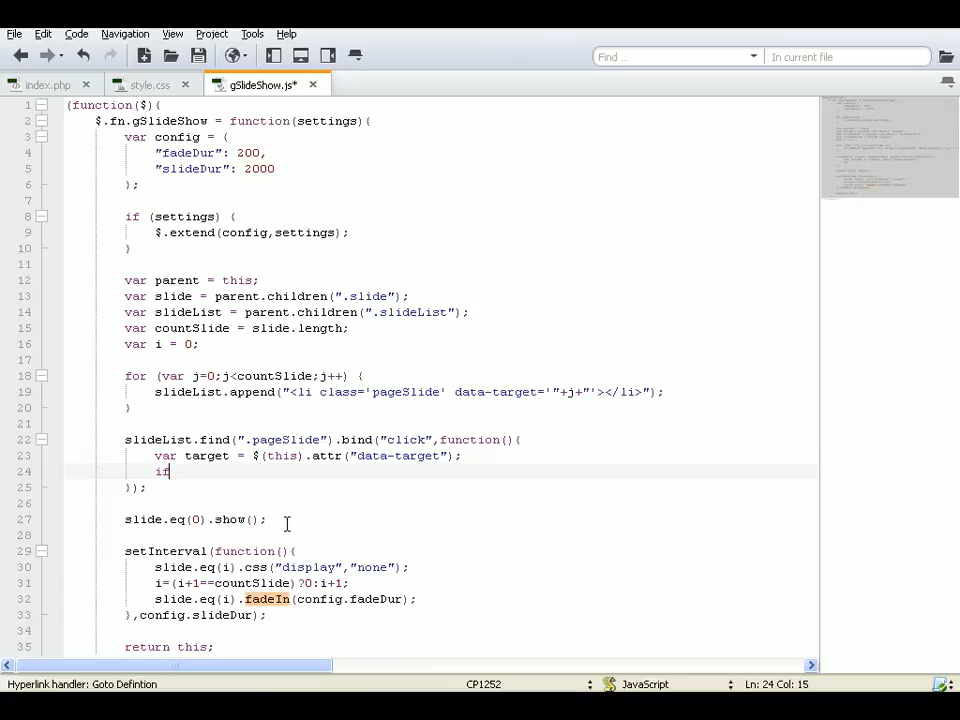 File Edit View Code Navigation Project Tools Help
Find ... In current file
index.php style.css gSlideShow.js*
1 (function($){
2 $.fn.gSlideShow = function(settings){
3 var config = {
4 "fadeDur": 200,
5 "slideDur": 2000
6 };
7
8 if (settings) {
9 $.extend(config,settings);
10 }
11
12 var parent = this;
13 var slide = parent.children(".slide");
14 var slideList = parent.children(".slideList");
15 var countSlide = slide.length;
16 var i = 0;
17
18 for (var j=0;j<countSlide;j++) {
19 slideList.append("<li class='pageSlide' data-target='"+j+"'></li>");
20 }
21
22 slideList.find(".pageSlide").bind("click",function(){
23 var target = $(this).attr("data-target");
24 if
25 });
26
27 slide.eq(0).show();
28
29 setInterval(function(){
30 slide.eq(i).css("display","none");
31 i=(i+1==countSlide)?0:i+1;
32 slide.eq(i).fadeIn(config.fadeDur);
33 },config.slideDur);
34
35 return this;
Hyperlink handler: Goto Defintion CP1252 JavaScript Ln: 24 Col: 15